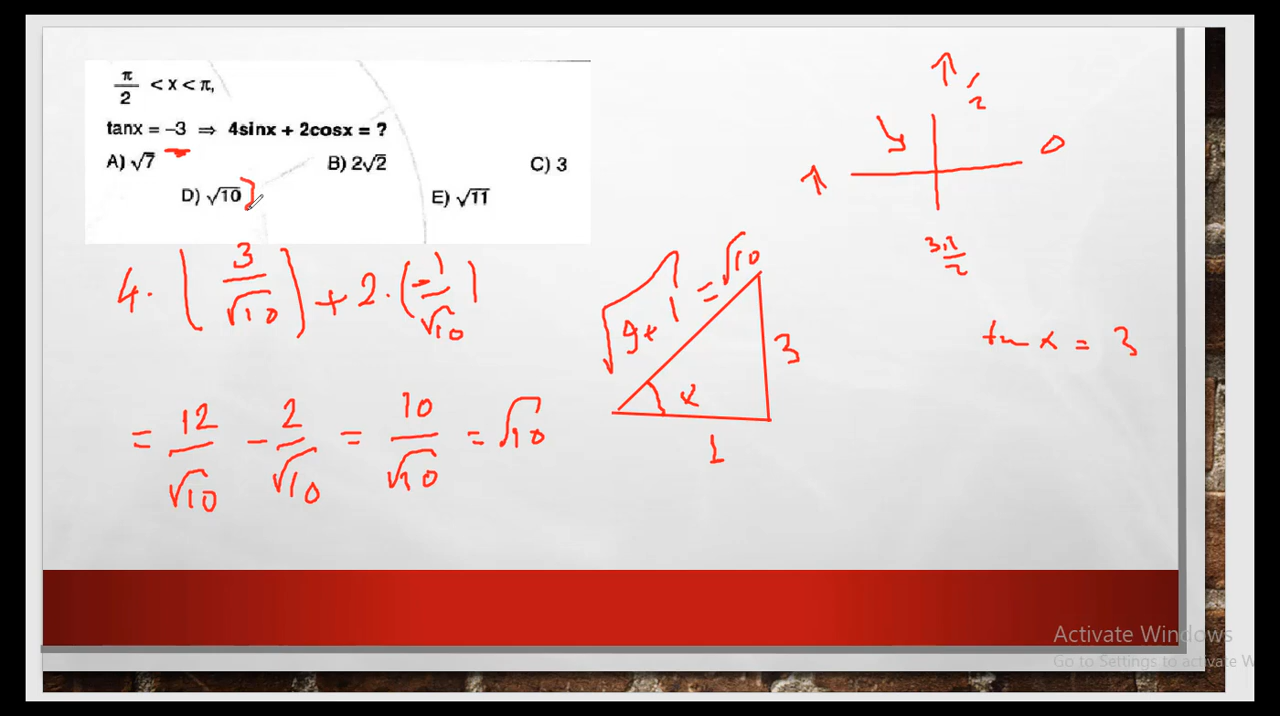 π/2 < x < π,
tanx = −3 ⇒ 4sinx + 2cosx = ?
A) √7 B) 2√2 C) 3
D) √10 E) √11
4·(3/√10) + 2·(-1/√10)
= 12/√10 - 2/√10 = 10/√10 = √10
√9+1 = √10
3
x
1
π/2
π
0
3π/2
tan x = 3
Activate Windows
Go to Settings to activate W